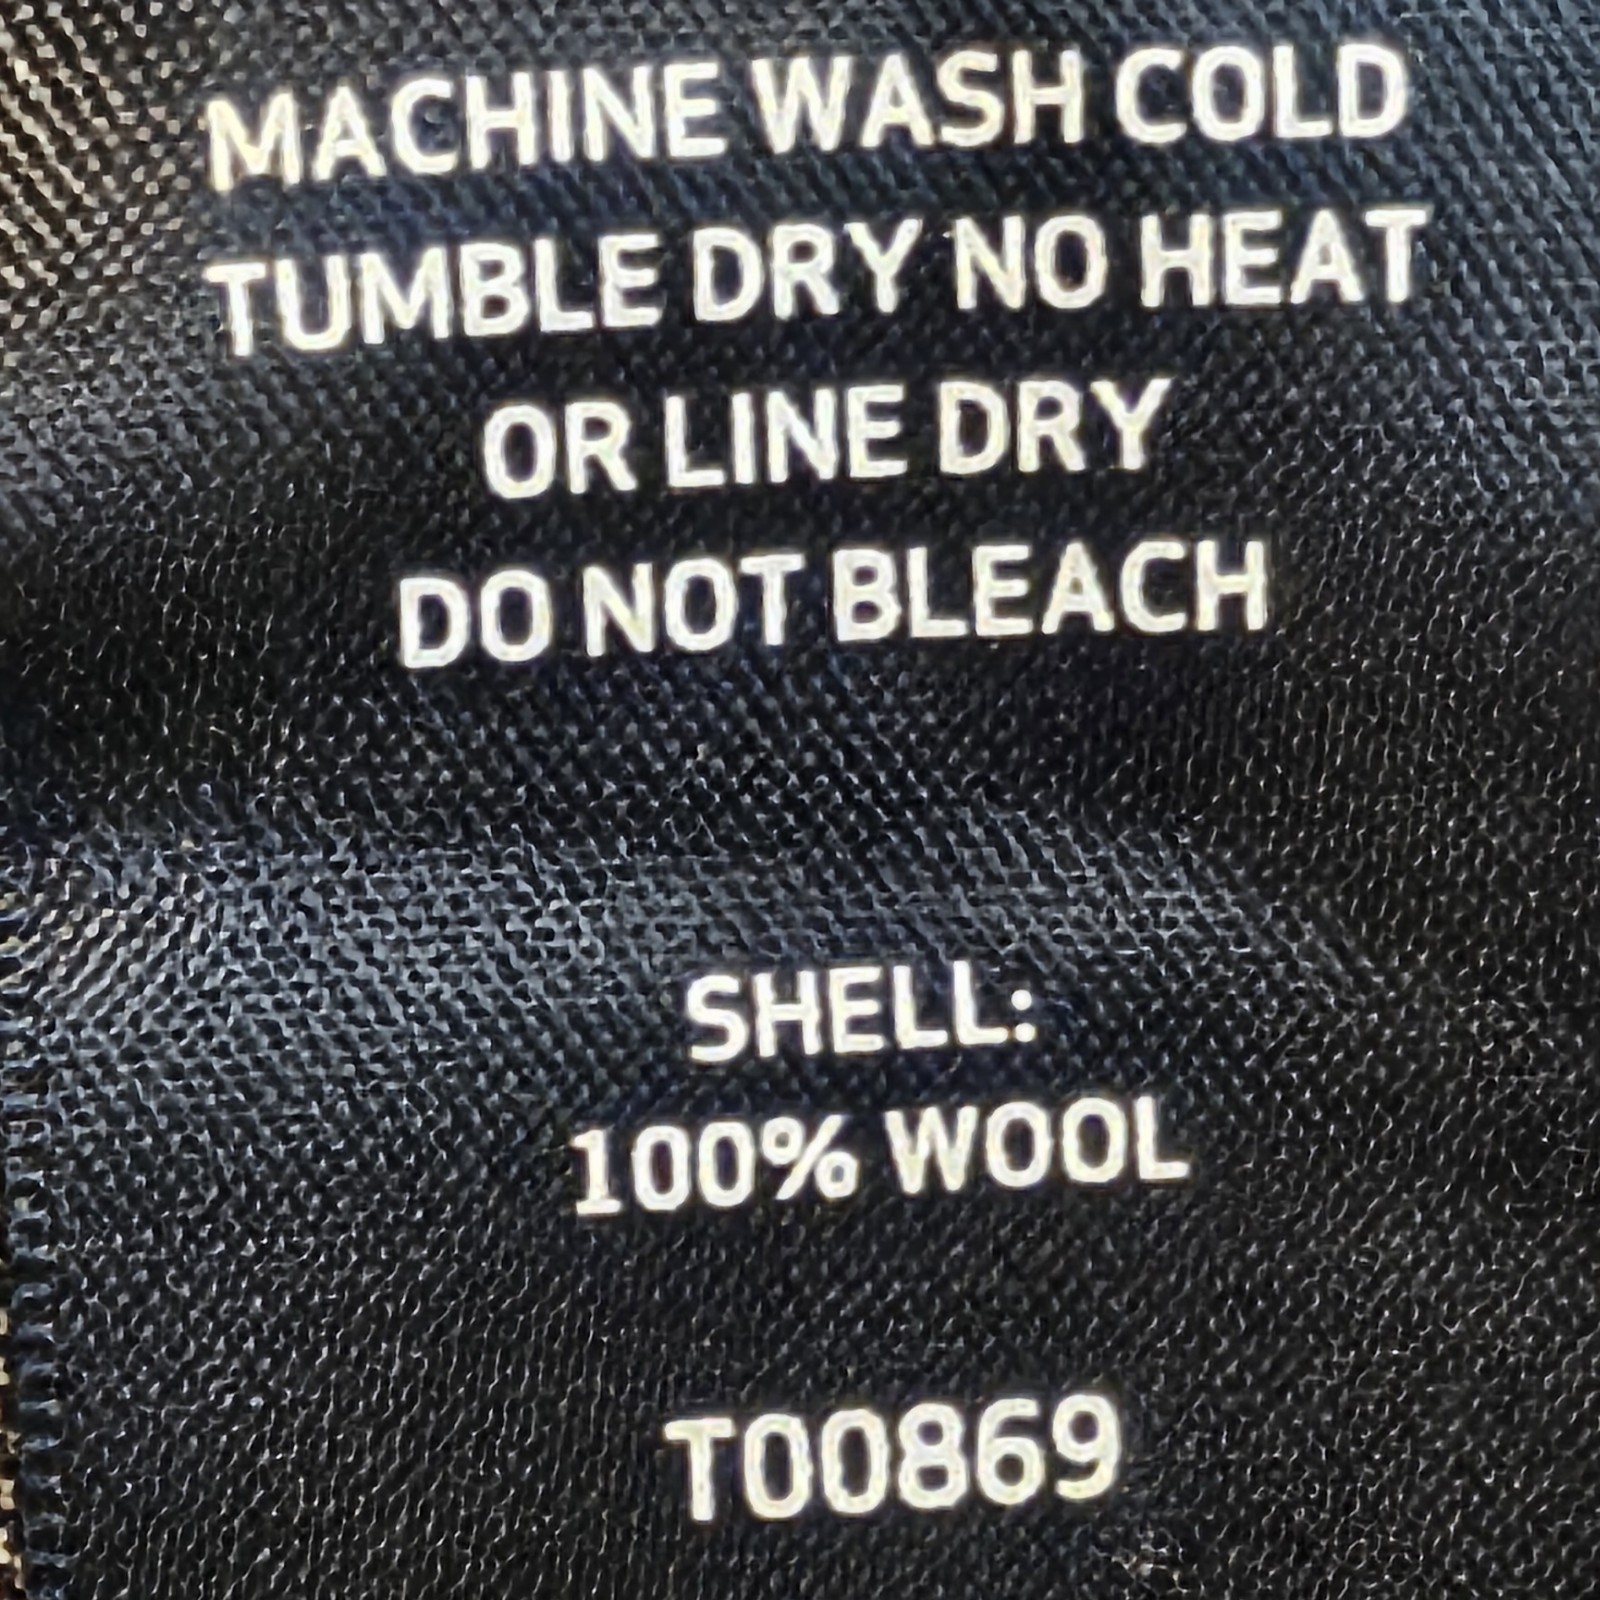 MACHINE WASH COLD
TUMBLE DRY NO HEAT
OR LINE DRY
DO NOT BLEACH
SHELL:
100% WOOL
T00869